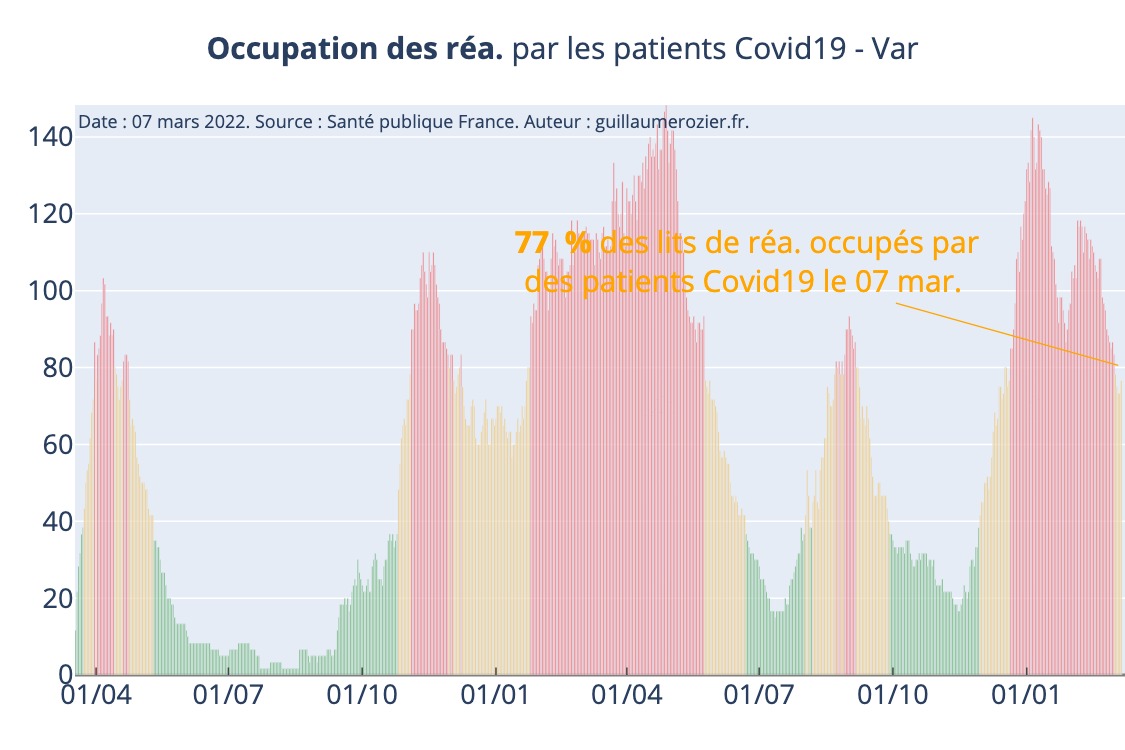 Occupation des réa. par les patients Covid19 - Var
Date : 07 mars 2022. Source : Santé publique France. Auteur : guillaumerozier.fr.
140
120
77 % des lits de réa. occupés par
des patients Covid19 le 07 mar.
100
80
60
40
20
0
01/04 01/07 01/10 01/01 01/04 01/07 01/10 01/01